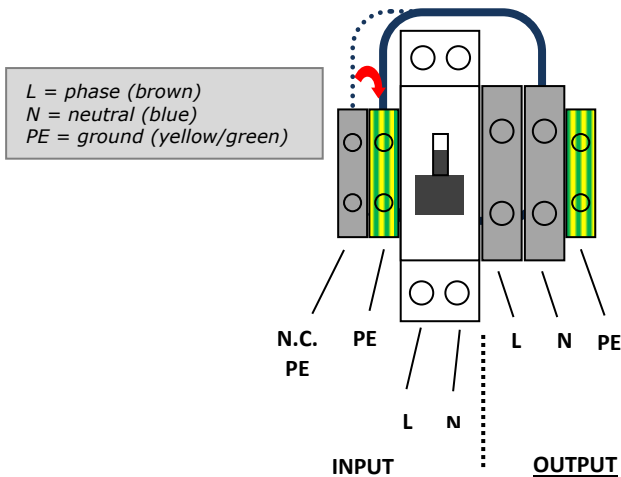 L = phase (brown)
N = neutral (blue)
PE = ground (yellow/green)
N.C.
PE
PE
L
N
PE
L
N
INPUT
OUTPUT